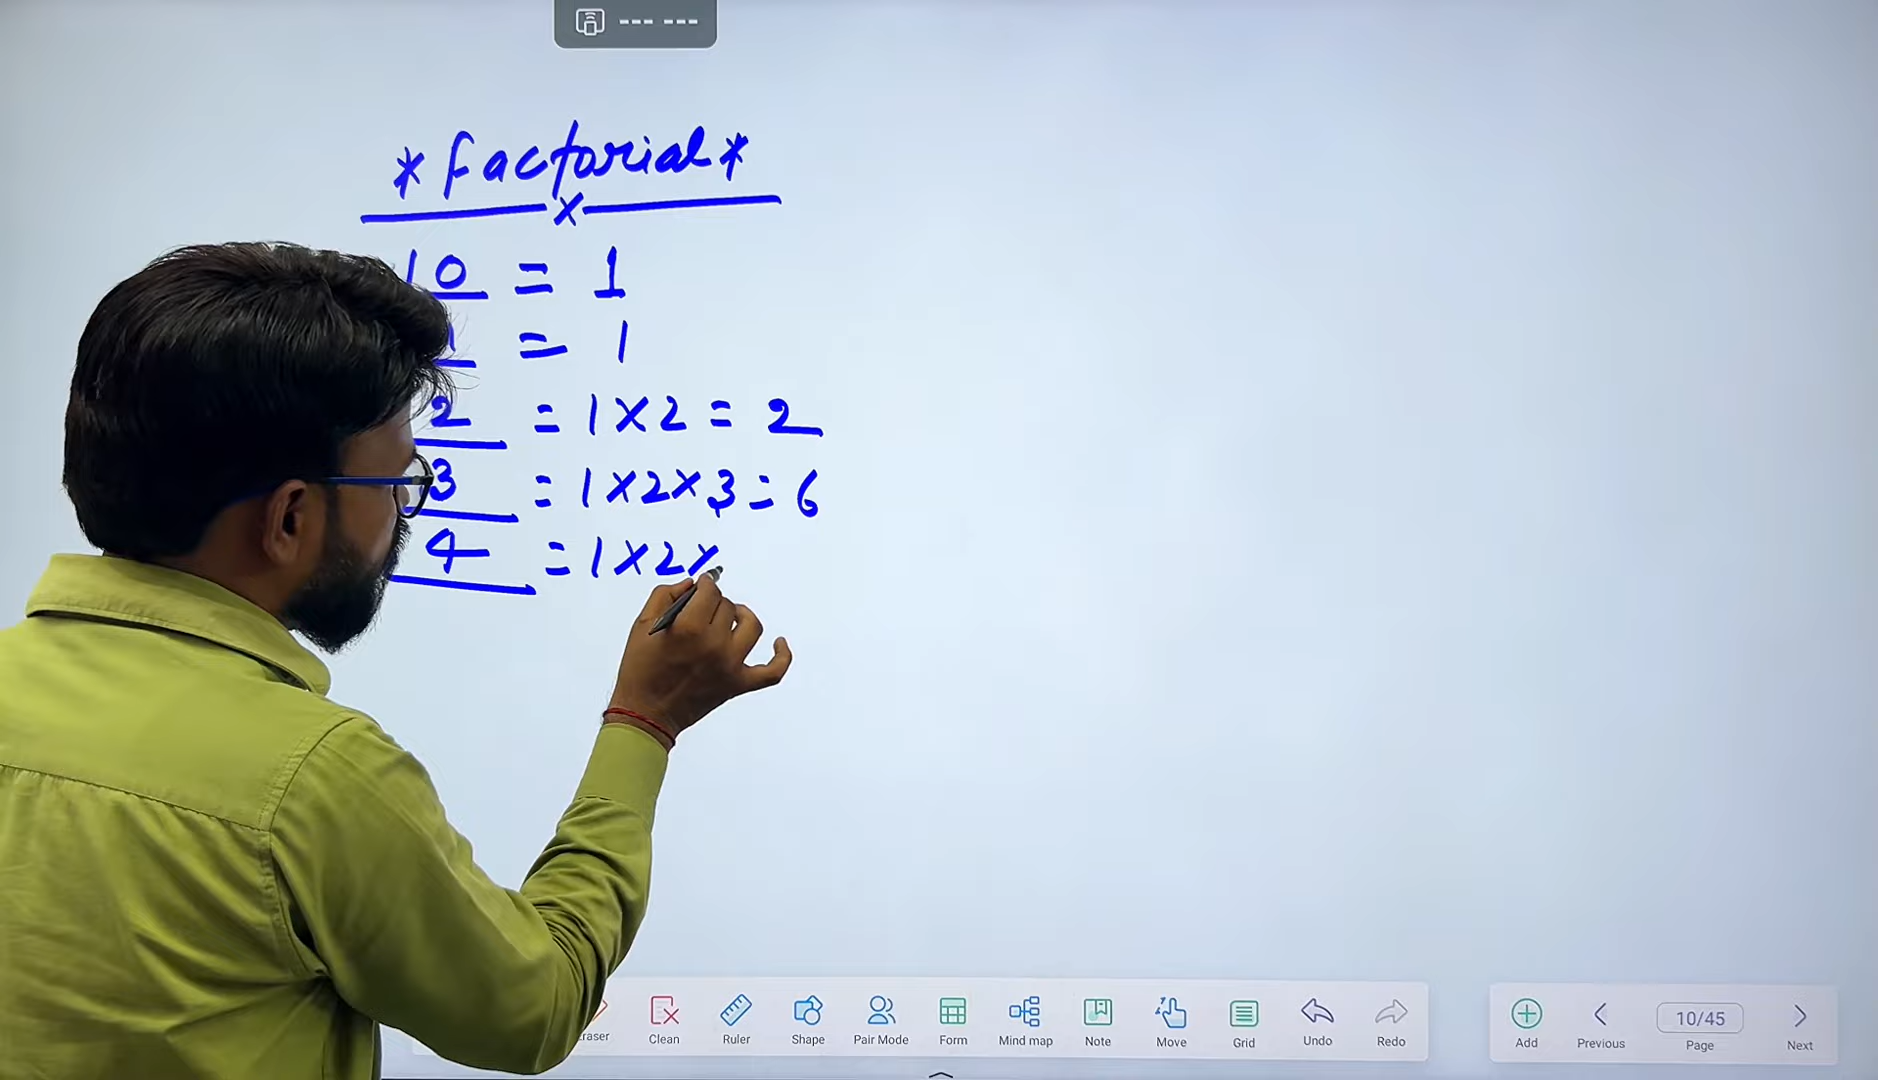 --- ---
*factorial*
x
|0 = 1
1 = 1
2 = 1×2 = 2
3 = 1×2×3 = 6
4 = 1×2×
Clean Ruler Shape Pair Mode Form Mind map Note Move Grid Undo Redo Add Previous 10/45 Page Next